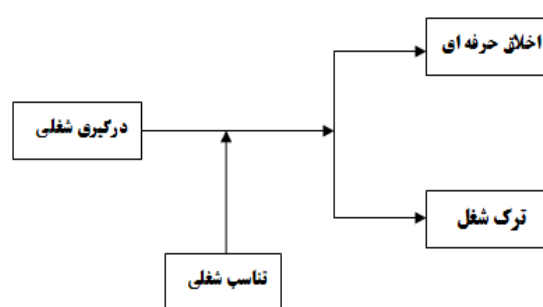 اخلاق حرفه ای
درگیری شغلی
ترک شغل
تناسب شغلی